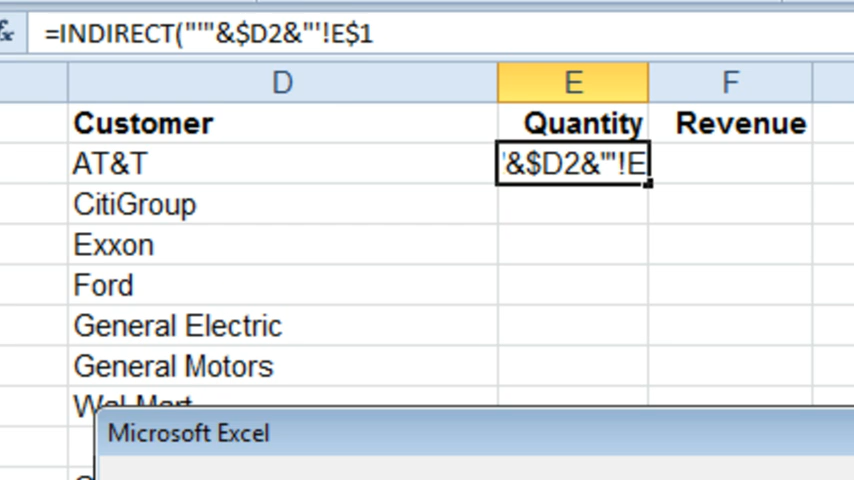 fx =INDIRECT("'"&$D2&"'!E$1
D E F
Customer Quantity Revenue
AT&T "&$D2&"'!E
CitiGroup
Exxon
Ford
General Electric
General Motors
Wal Mart
Microsoft Excel